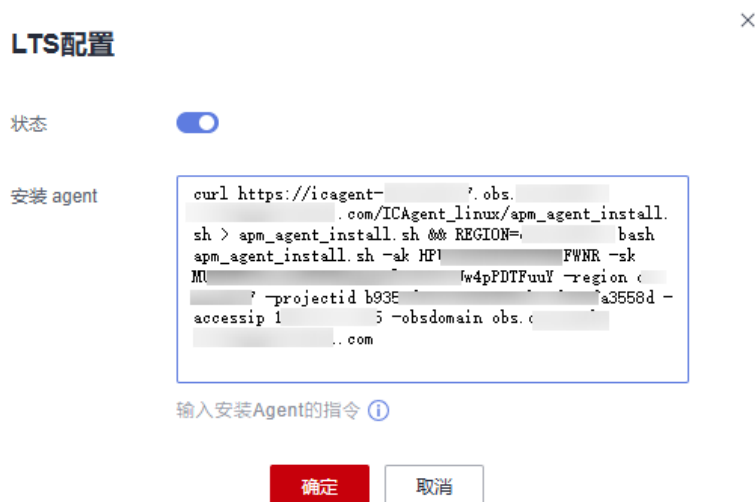 LTS配置
状态
安装 agent
curl https://icagent- .obs.
.com/ICAgent_linux/apm_agent_install.
sh > apm_agent_install.sh && REGION= bash
apm_agent_install.sh -ak HP FWNR -sk
MU w4pPDTFuuY -region
-projectid b935 a3558d -
accessip 1 5 -obsdomain obs.
.com
输入安装Agent的指令
确定
取消